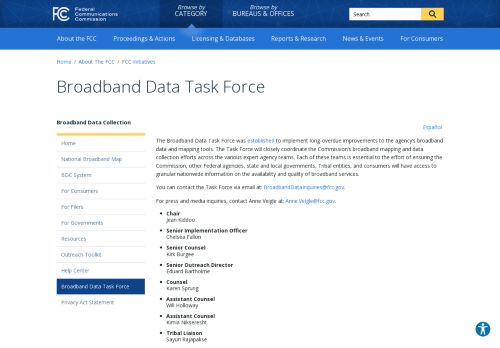 FCC Federal Communications Commission
Browse by CATEGORY
Browse by BUREAUS & OFFICES
Search
About the FCC Proceedings & Actions Licensing & Databases Reports & Research News & Events For Consumers
Home / About The FCC / FCC Initiatives
Broadband Data Task Force
Broadband Data Collection
Home
National Broadband Map
BDC System
For Consumers
For Filers
For Governments
Resources
Outreach Toolkit
Help Center
Broadband Data Task Force
Privacy Act Statement
Español
The Broadband Data Task Force was established to implement long-overdue improvements to the agency's broadband
data and mapping tools. The Task Force will closely coordinate the Commission's broadband mapping and data
collection efforts across the various expert agency teams. Each of these teams is essential to the effort of ensuring the
Commission, other Federal agencies, state and local governments, Tribal entities, and consumers will have access to
granular nationwide information on the availability and quality of broadband services.
You can contact the Task Force via email at: BroadbandDataInquiries@fcc.gov.
For press and media inquiries, contact Anne Veigle at: Anne.Veigle@fcc.gov.
Chair
Jean Kiddoo
Senior Implementation Officer
Chelsea Fallon
Senior Counsel
Kirk Burgee
Senior Outreach Director
Eduard Bartholme
Counsel
Karen Sprung
Assistant Counsel
Will Holloway
Assistant Counsel
Kimia Nikseresht
Tribal Liaison
Sayuri Rajapakse